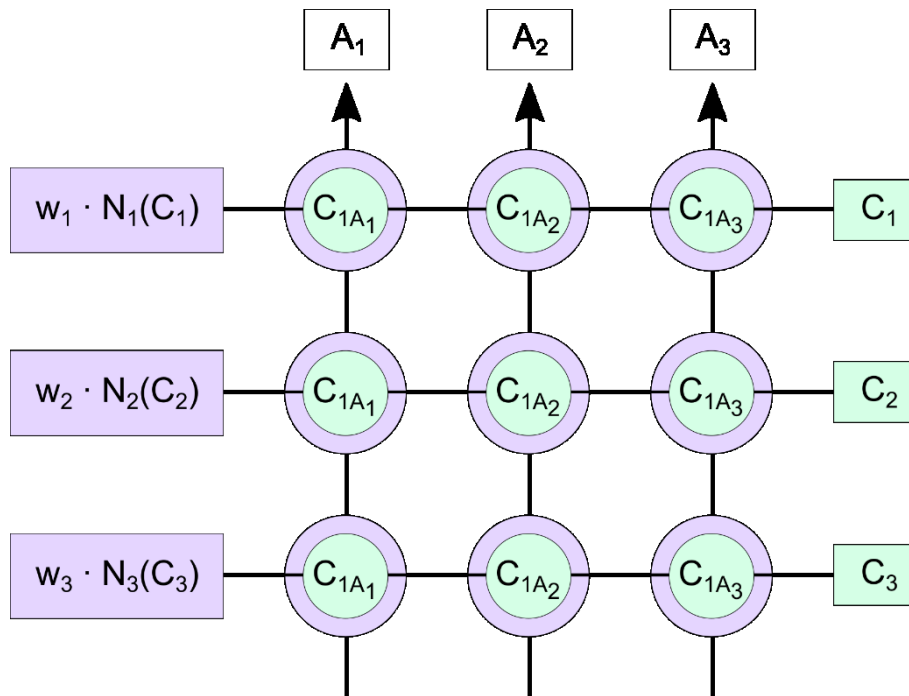 A₁ A₂ A₃
w₁ · N₁(C₁) C₁A₁ C₁A₂ C₁A₃ C₁
w₂ · N₂(C₂) C₁A₁ C₁A₂ C₁A₃ C₂
w₃ · N₃(C₃) C₁A₁ C₁A₂ C₁A₃ C₃